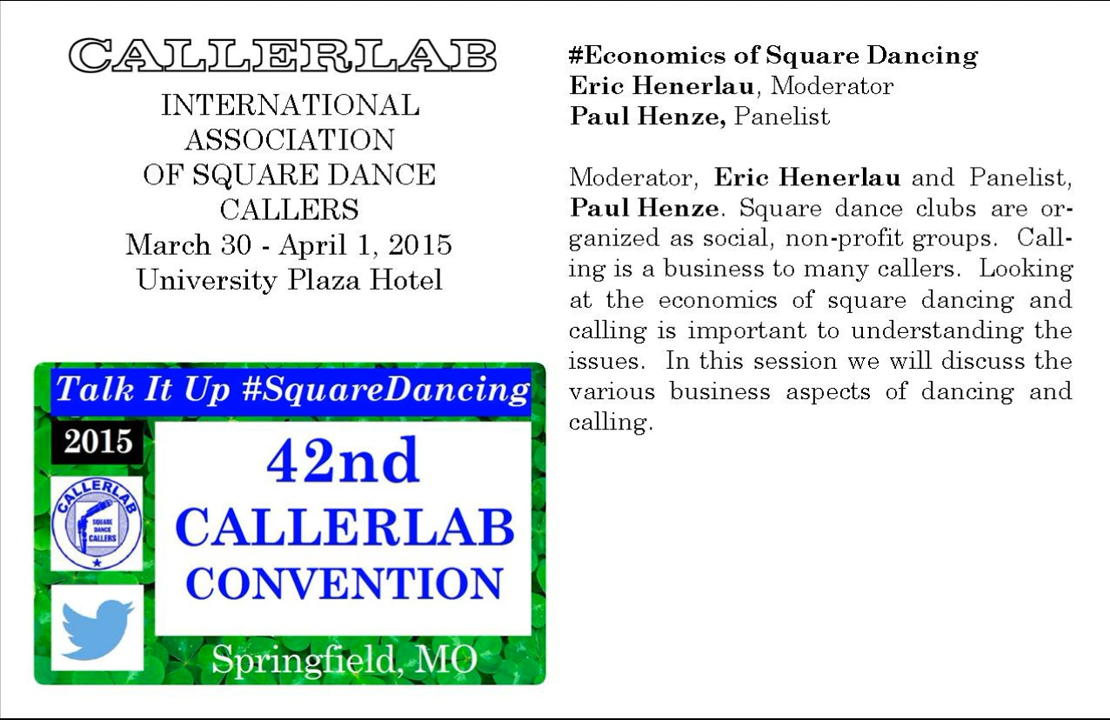 CALLERLAB
INTERNATIONAL
ASSOCIATION
OF SQUARE DANCE
CALLERS
March 30 - April 1, 2015
University Plaza Hotel
Talk It Up #SquareDancing
2015
CALLERLAB
SQUARE
DANCE
CALLERS
42nd
CALLERLAB
CONVENTION
Springfield, MO
#Economics of Square Dancing
Eric Henerlau, Moderator
Paul Henze, Panelist
Moderator, Eric Henerlau and Panelist,
Paul Henze. Square dance clubs are or-
ganized as social, non-profit groups. Call-
ing is a business to many callers. Looking
at the economics of square dancing and
calling is important to understanding the
issues. In this session we will discuss the
various business aspects of dancing and
calling.